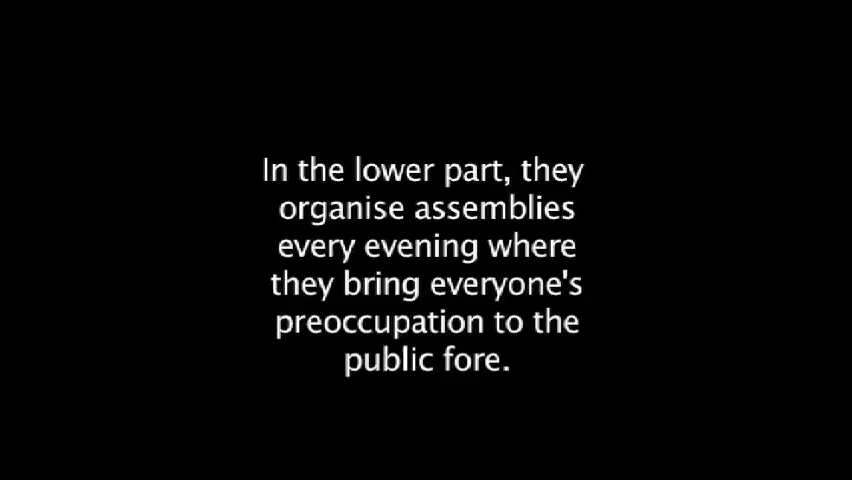 In the lower part, they
organise assemblies
every evening where
they bring everyone's
preoccupation to the
public fore.